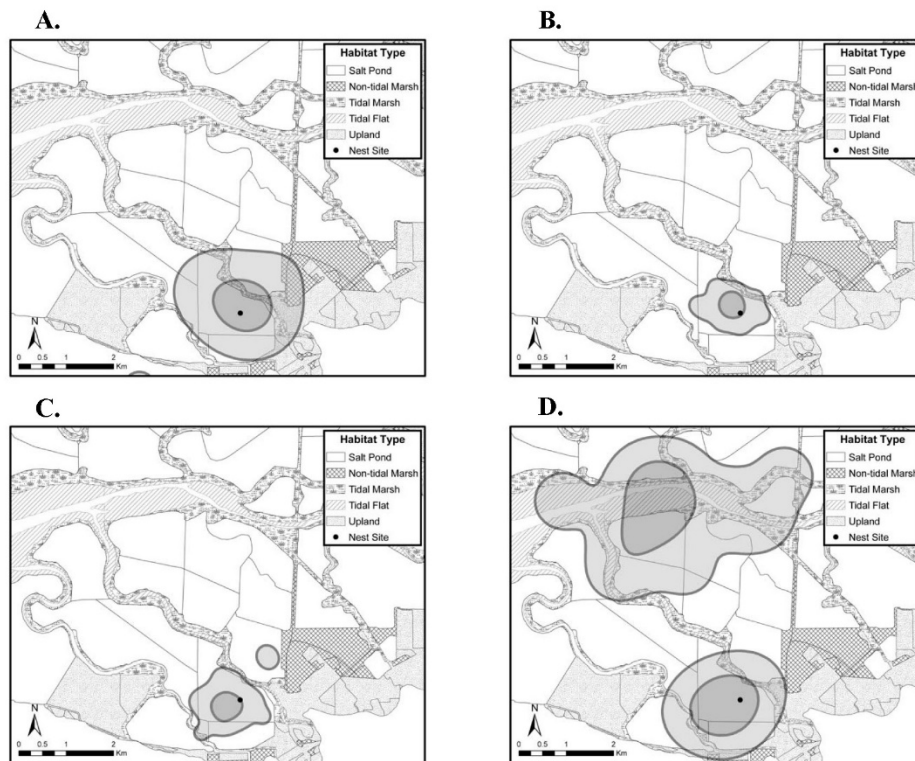 A.
Habitat Type
Salt Pond
Non-tidal Marsh
Tidal Marsh
Tidal Flat
Upland
Nest Site
N
0 0.5 1 2
Km
B.
Habitat Type
Salt Pond
Non-tidal Marsh
Tidal Marsh
Tidal Flat
Upland
Nest Site
N
0 0.5 1 2
Km
C.
Habitat Type
Salt Pond
Non-tidal Marsh
Tidal Marsh
Tidal Flat
Upland
Nest Site
N
0 0.5 1 2
Km
D.
Habitat Type
Salt Pond
Non-tidal Marsh
Tidal Marsh
Tidal Flat
Upland
Nest Site
N
0 0.5 1 2
Km